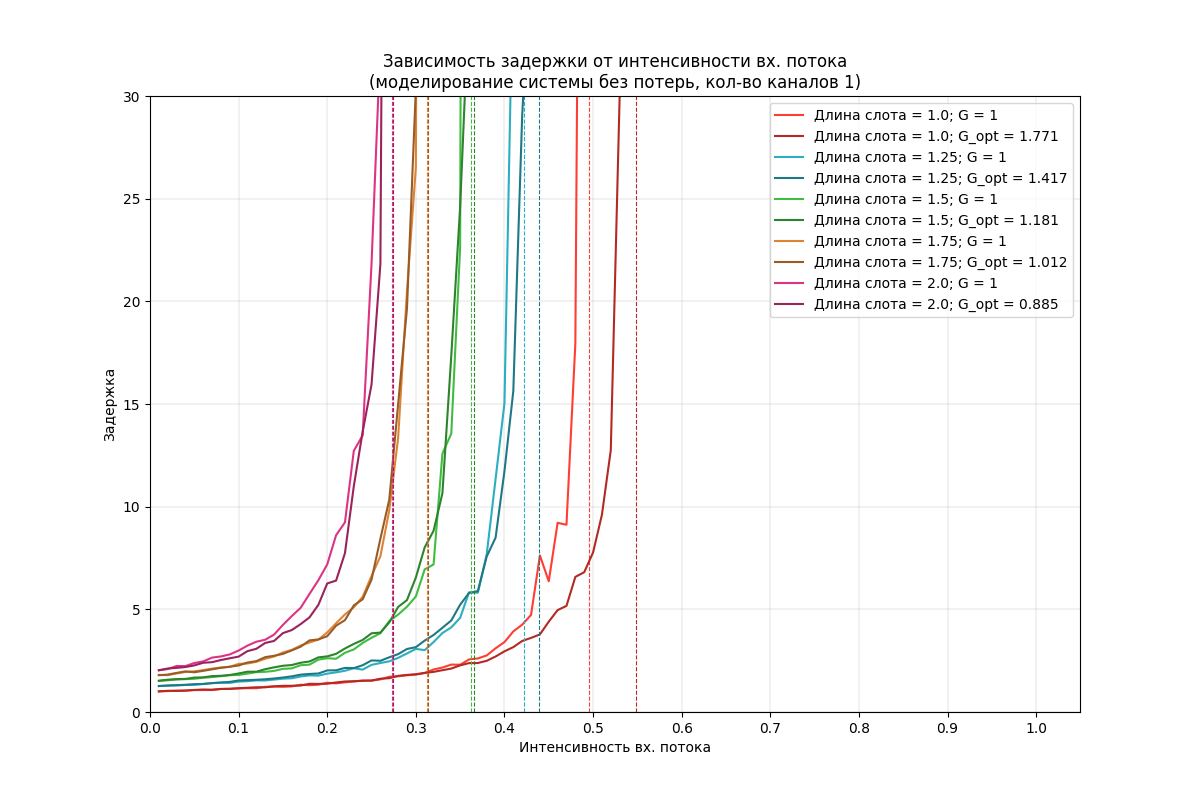 Зависимость задержки от интенсивности вх. потока
(моделирование системы без потерь, кол-во каналов 1)
Задержка
30
25
20
15
10
5
0
0.0 0.1 0.2 0.3 0.4 0.5 0.6 0.7 0.8 0.9 1.0
Интенсивность вх. потока
Длина слота = 1.0; G = 1
Длина слота = 1.0; G_opt = 1.771
Длина слота = 1.25; G = 1
Длина слота = 1.25; G_opt = 1.417
Длина слота = 1.5; G = 1
Длина слота = 1.5; G_opt = 1.181
Длина слота = 1.75; G = 1
Длина слота = 1.75; G_opt = 1.012
Длина слота = 2.0; G = 1
Длина слота = 2.0; G_opt = 0.885